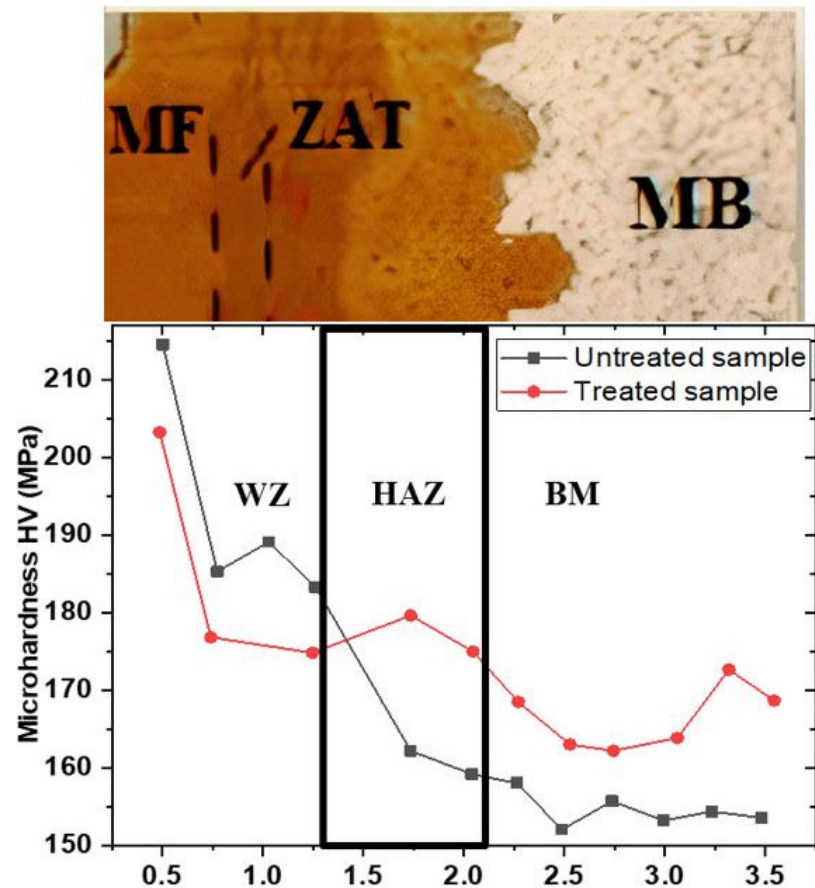 MF ZAT
MB
Untreated sample
Treated sample
WZ HAZ BM
Microhardness HV (MPa)
210
200
190
180
170
160
150
0.5 1.0 1.5 2.0 2.5 3.0 3.5